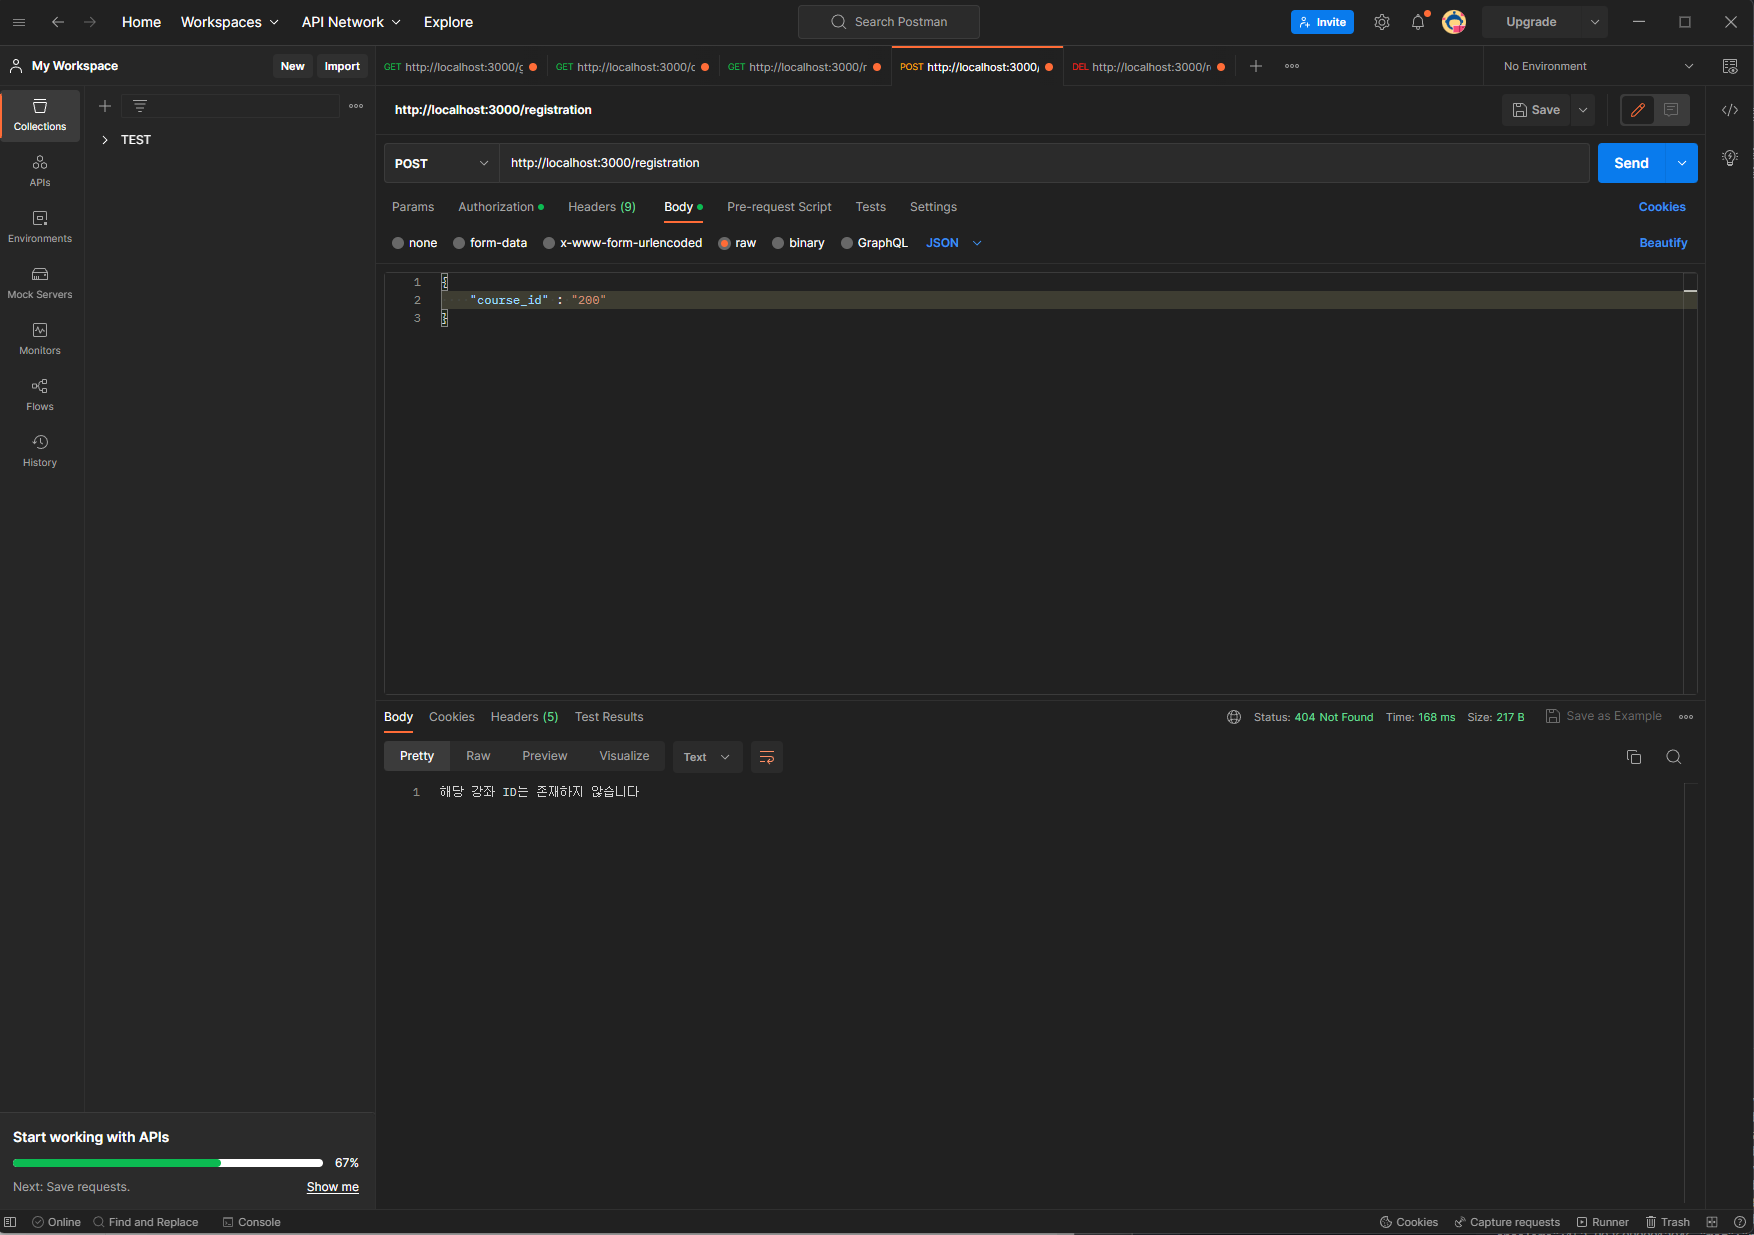 Home Workspaces API Network Explore
Search Postman
Invite
Upgrade
My Workspace
New Import
GET http://localhost:3000/
GET http://localhost:3000/
GET http://localhost:3000/r
POST http://localhost:3000/
DEL http://localhost:3000/r
No Environment
Collections
APIs
Environments
Mock Servers
Monitors
Flows
History
TEST
http://localhost:3000/registration
Save
POST http://localhost:3000/registration
Send
Params Authorization Headers (9) Body Pre-request Script Tests Settings
Cookies
none form-data x-www-form-urlencoded raw binary GraphQL JSON
Beautify
1 {
2 "course_id" : "200"
3 }
Body Cookies Headers (5) Test Results
Status: 404 Not Found Time: 168 ms Size: 217 B Save as Example
Pretty Raw Preview Visualize Text
1 해당 강좌 ID는 존재하지 않습니다
Start working with APIs
67%
Next: Save requests. Show me
Online Find and Replace Console
Cookies Capture requests Runner Trash